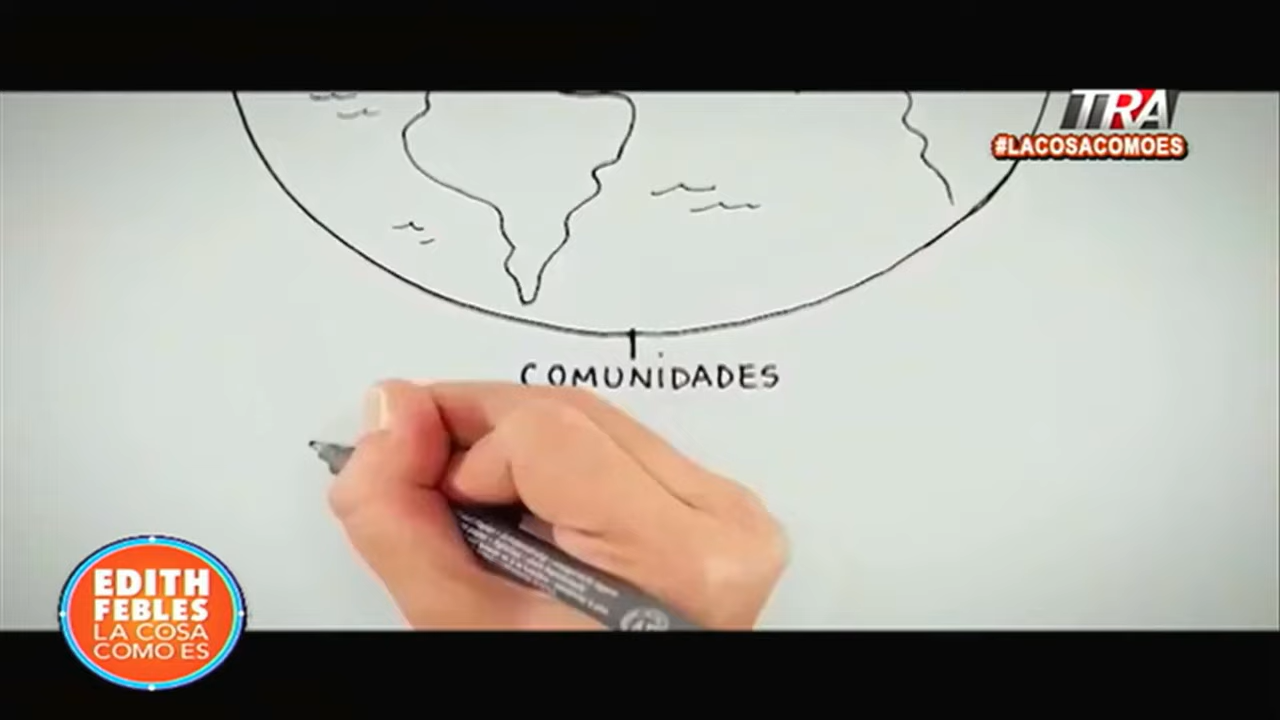 TRA
#LACOSACOMOES
COMUNIDADES
EDITH
FEBLES
LA COSA
COMO ES